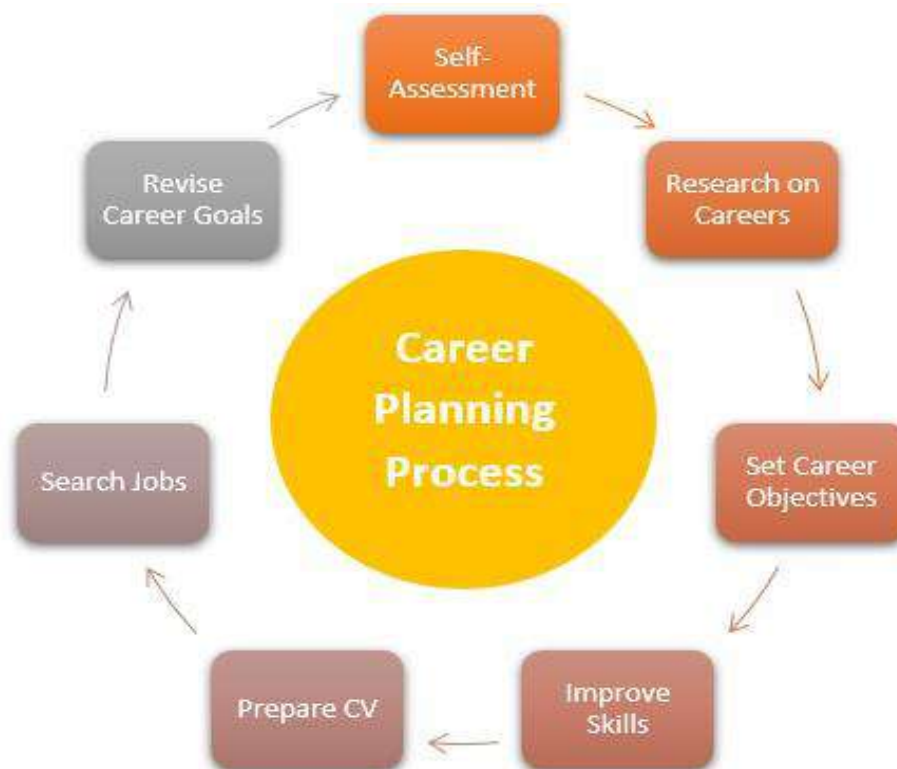 Self-
Assessment
Research on
Careers
Set Career
Objectives
Improve
Skills
Prepare CV
Search Jobs
Revise
Career Goals
Career
Planning
Process